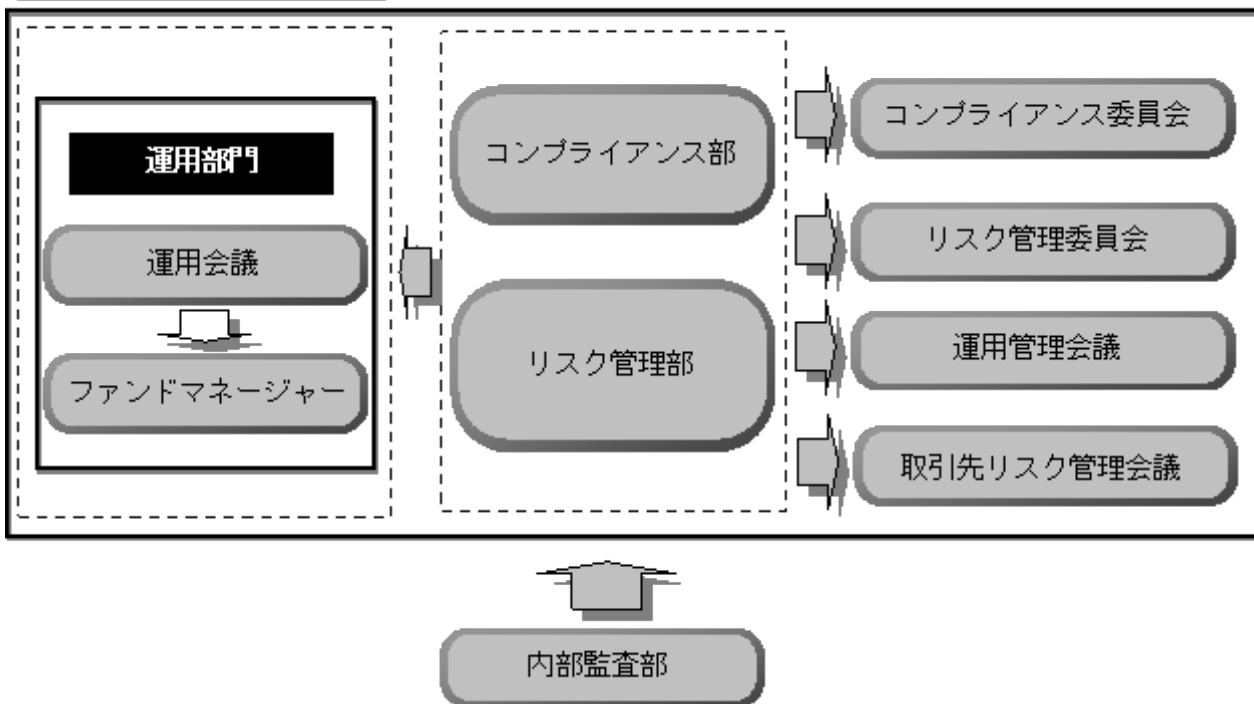 運用部門
運用会議
ファンドマネージャー
コンプライアンス部
リスク管理部
コンプライアンス委員会
リスク管理委員会
運用管理会議
取引先リスク管理会議
内部監査部